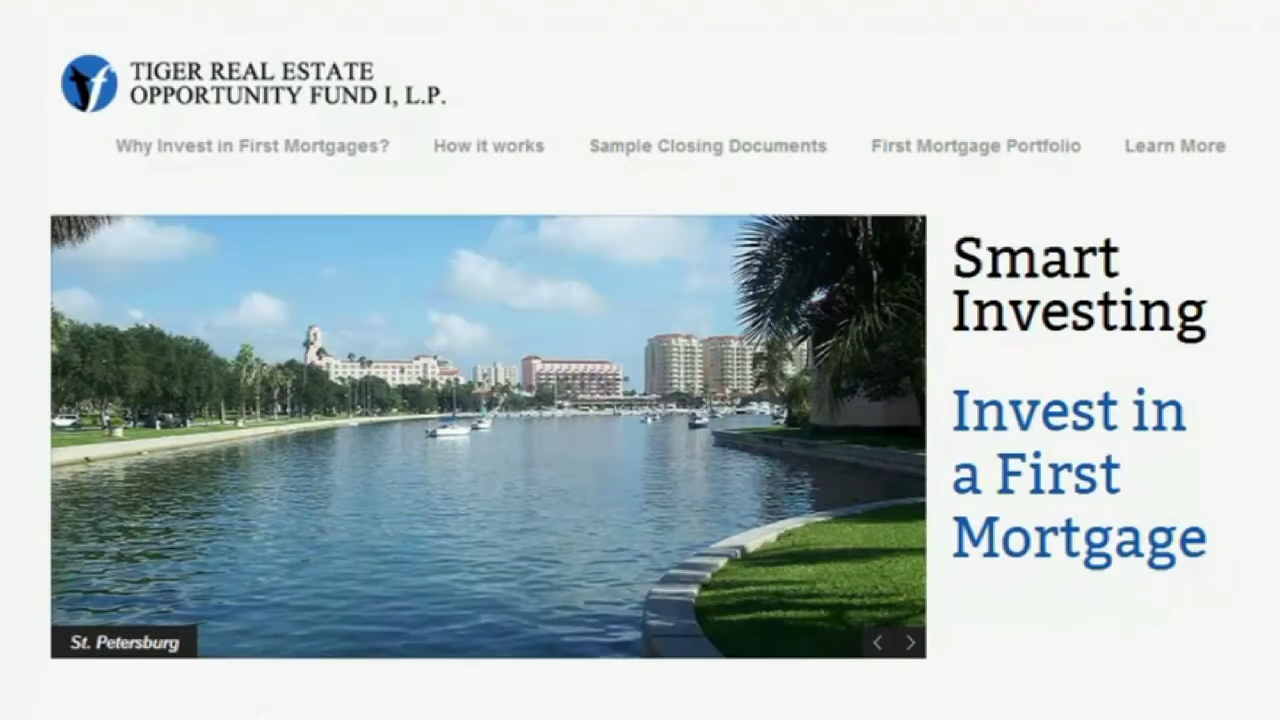 TIGER REAL ESTATE
OPPORTUNITY FUND I, L.P.
Why Invest in First Mortgages? How it works Sample Closing Documents First Mortgage Portfolio Learn More
Smart
Investing
Invest in
a First
Mortgage
St. Petersburg